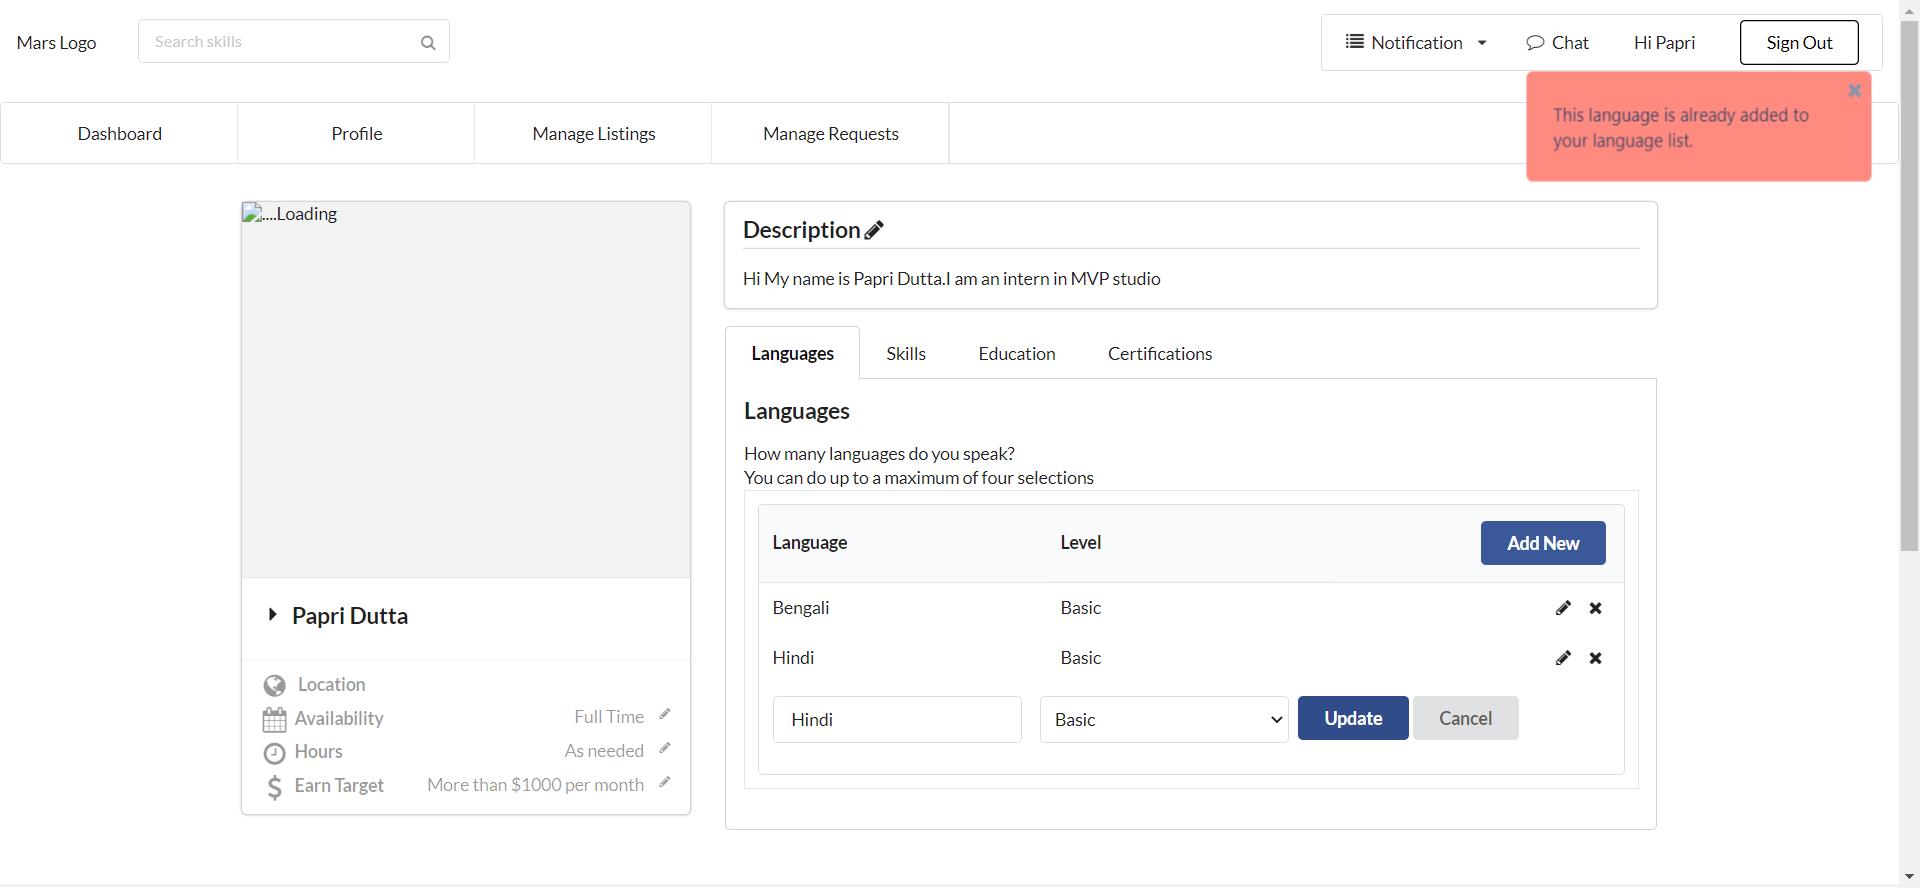 Mars Logo
Search skills
Notification
Chat
Hi Papri
Sign Out
This language is already added to
your language list.
Dashboard
Profile
Manage Listings
Manage Requests
....Loading
Papri Dutta
Location
Availability
Full Time
Hours
As needed
Earn Target
More than $1000 per month
Description
Hi My name is Papri Dutta.I am an intern in MVP studio
Languages
Skills
Education
Certifications
Languages
How many languages do you speak?
You can do up to a maximum of four selections
Language
Level
Add New
Bengali
Basic
Hindi
Basic
Hindi
Basic
Update
Cancel